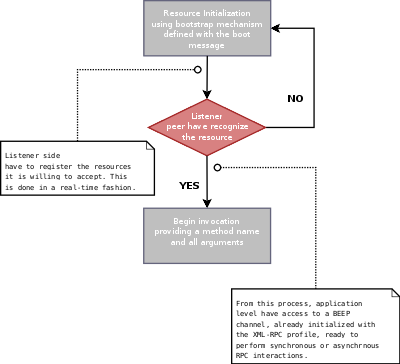 Resource Initialization
using bootstrap mechanism
defined with the boot
message
Listener
peer have recognize
the resource
NO
Listener side
have to register the resources
it is willing to accept. This
is done in a real-time fashion.
YES
Begin invocation
providing a method name
and all arguments
From this process, application
level have access to a BEEP
channel, already initialized with
the XML-RPC profile, ready to
perform synchronous or asynchrnous
RPC interactions.